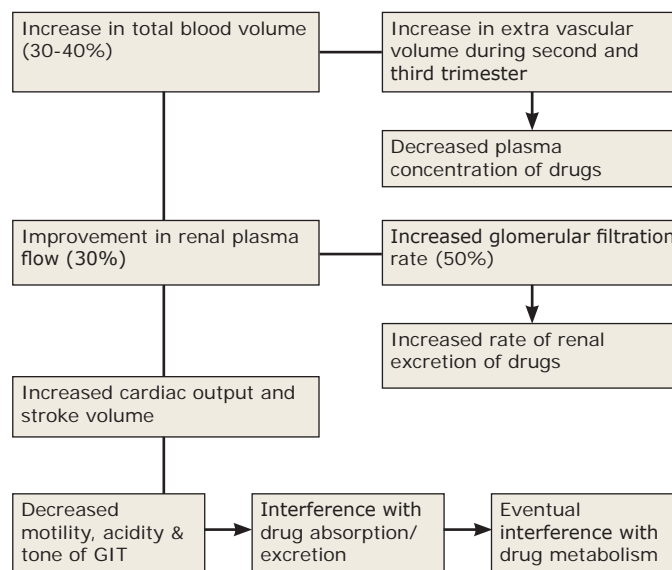 Increase in total blood volume
(30-40%)
Increase in extra vascular
volume during second and
third trimester
Decreased plasma
concentration of drugs
Improvement in renal plasma
flow (30%)
Increased glomerular filtration
rate (50%)
Increased rate of renal
excretion of drugs
Increased cardiac output and
stroke volume
Decreased
motility, acidity &
tone of GIT
Interference with
drug absorption/
excretion
Eventual
interference with
drug metabolism